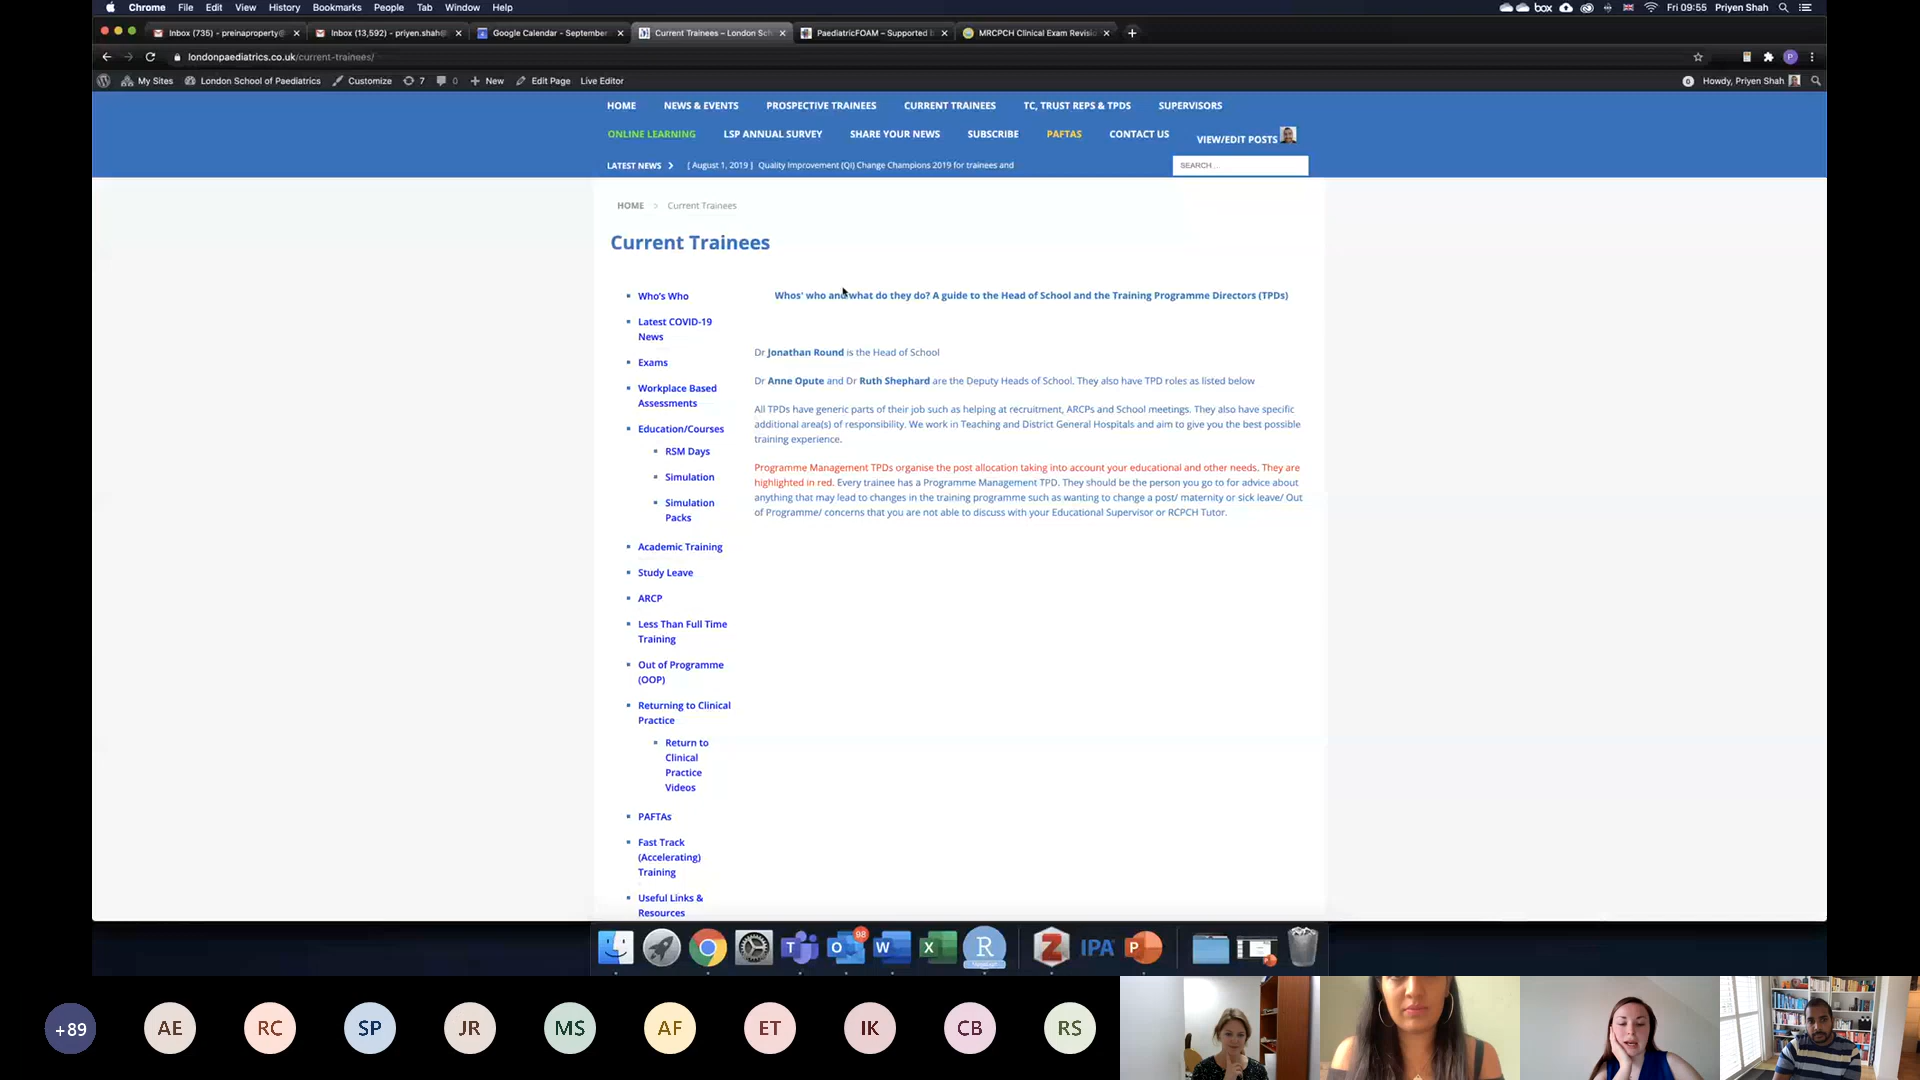 Chrome File Edit View History Bookmarks People Tab Window Help box Fri 09:55 Priyen Shah
Inbox (735) - preinaproperty@ Inbox (13,592) - priyen.shah@ Google Calendar - September Current Trainees – London Sch PaediatricFOAM – Supported b MRCPCH Clinical Exam Revisio
londonpaediatrics.co.uk/current-trainees/ P
My Sites London School of Paediatrics Customize 7 0 New Edit Page Live Editor 0 Howdy, Priyen Shah
HOME NEWS & EVENTS PROSPECTIVE TRAINEES CURRENT TRAINEES TC, TRUST REPS & TPDS SUPERVISORS
ONLINE LEARNING LSP ANNUAL SURVEY SHARE YOUR NEWS SUBSCRIBE PAFTAS CONTACT US VIEW/EDIT POSTS
LATEST NEWS [ August 1, 2019 ] Quality Improvement (QI) Change Champions 2019 for trainees and SEARCH …
HOME > Current Trainees
Current Trainees
Who's Who
Latest COVID-19
News
Exams
Workplace Based
Assessments
Education/Courses
RSM Days
Simulation
Simulation
Packs
Academic Training
Study Leave
ARCP
Less Than Full Time
Training
Out of Programme
(OOP)
Returning to Clinical
Practice
Return to
Clinical
Practice
Videos
PAFTAs
Fast Track
(Accelerating)
Training
Useful Links &
Resources
Whos' who and what do they do? A guide to the Head of School and the Training Programme Directors (TPDs)
Dr Jonathan Round is the Head of School
Dr Anne Opute and Dr Ruth Shephard are the Deputy Heads of School. They also have TPD roles as listed below
All TPDs have generic parts of their job such as helping at recruitment, ARCPs and School meetings. They also have specific
additional area(s) of responsibility. We work in Teaching and District General Hospitals and aim to give you the best possible
training experience.
Programme Management TPDs organise the post allocation taking into account your educational and other needs. They are
highlighted in red. Every trainee has a Programme Management TPD. They should be the person you go to for advice about
anything that may lead to changes in the training programme such as wanting to change a post/ maternity or sick leave/ Out
of Programme/ concerns that you are not able to discuss with your Educational Supervisor or RCPCH Tutor.
T O 98 W X R Z IPA P
+89 AE RC SP JR MS AF ET IK CB RS